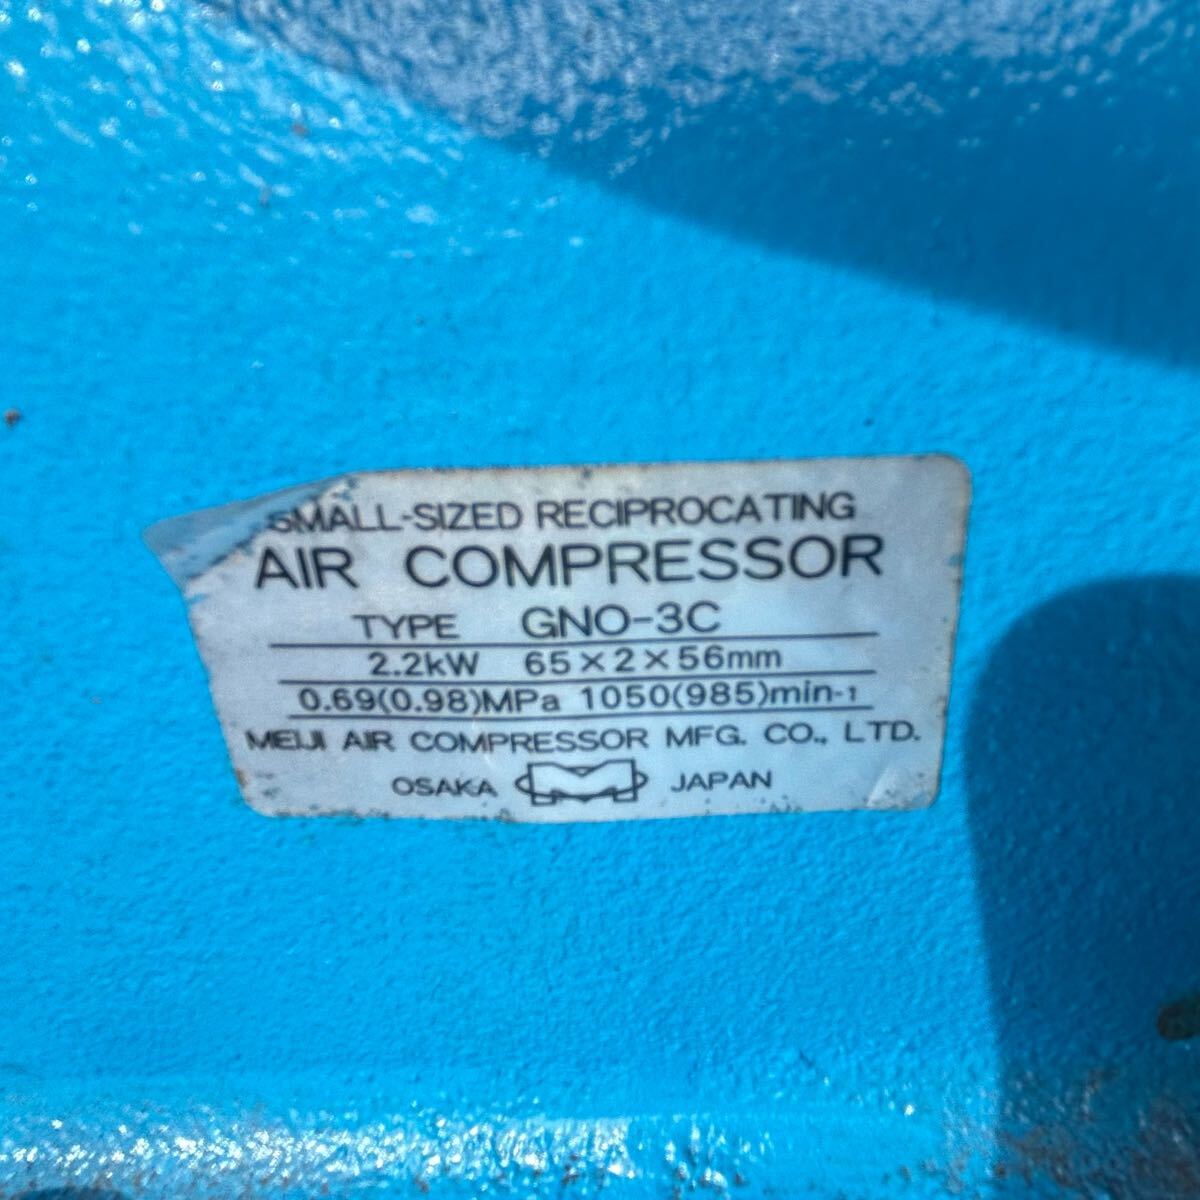 SMALL-SIZED RECIPROCATING
AIR COMPRESSOR
TYPE GNO-3C
2.2kW 65×2×56mm
0.69(0.98)MPa 1050(985)min-1
MEIJI AIR COMPRESSOR MFG. CO., LTD.
OSAKA JAPAN